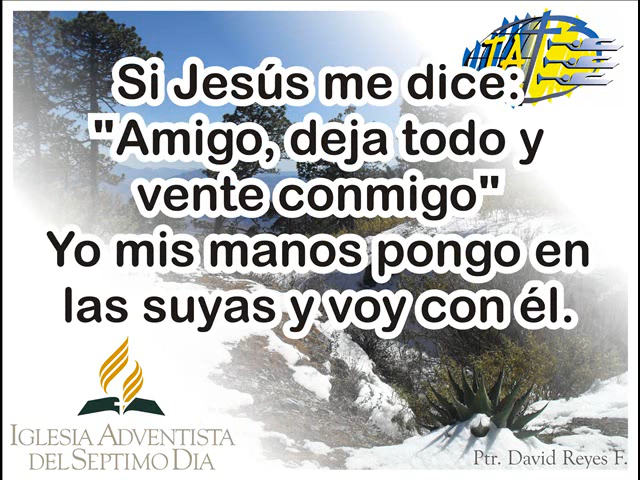 TAE
Si Jesús me dice:
"Amigo, deja todo y
vente conmigo"
Yo mis manos pongo en
las suyas y voy con él.
IGLESIA ADVENTISTA
DEL SEPTIMO DIA
Ptr. David Reyes F.